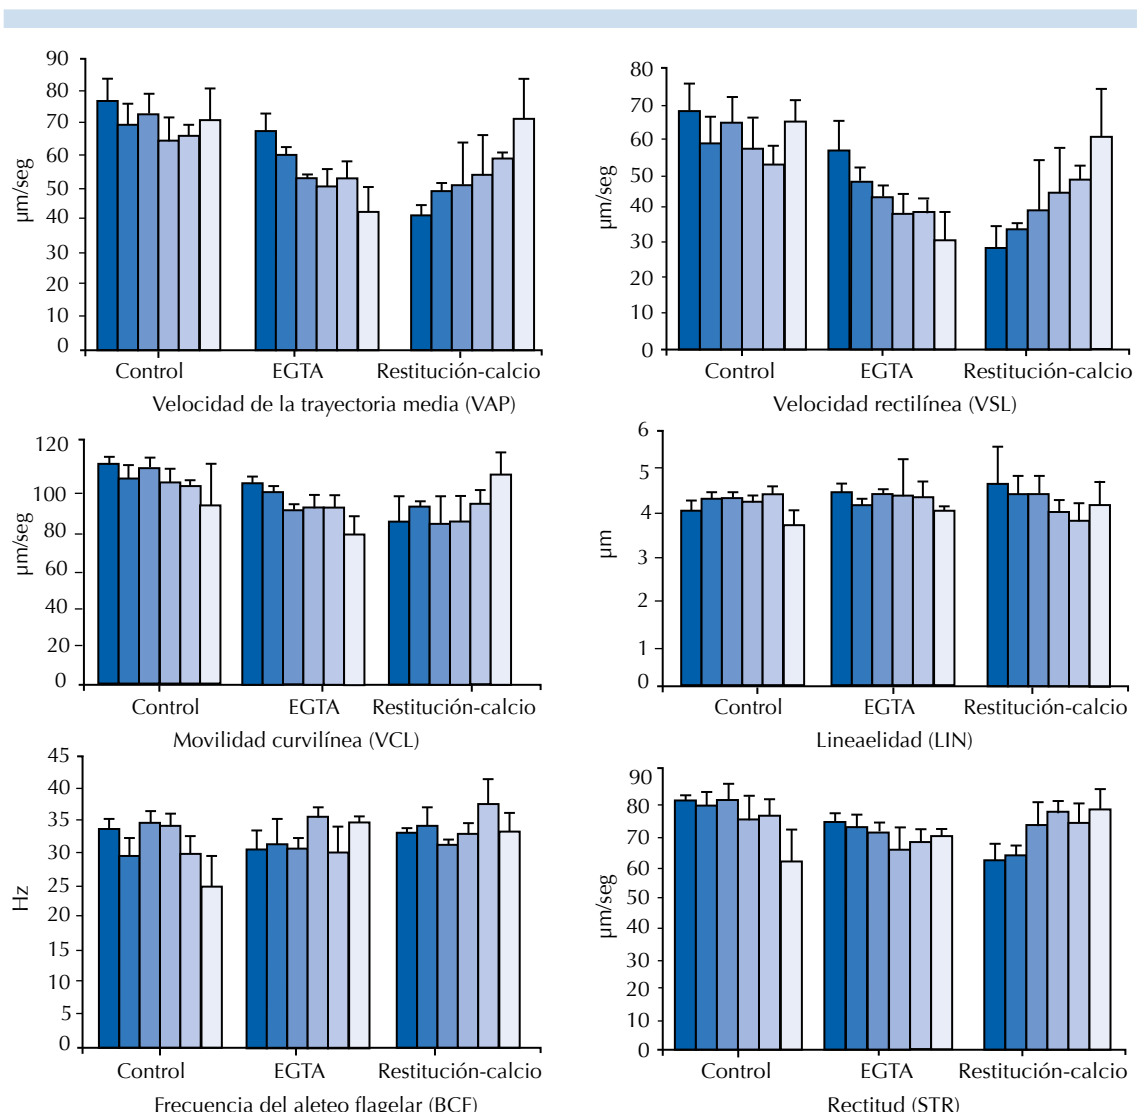 90
80
70
60
50
40
30
20
10
0
µm/seg
Control
EGTA
Restitución-calcio
Velocidad de la trayectoria media (VAP)
80
70
60
50
40
30
20
10
0
µm/seg
Control
EGTA
Restitución-calcio
Velocidad rectilínea (VSL)
120
100
80
60
40
20
0
µm/seg
Control
EGTA
Restitución-calcio
Movilidad curvilínea (VCL)
6
5
4
3
2
1
0
µm
Control
EGTA
Restitución-calcio
Lineaelidad (LIN)
45
40
35
30
25
20
15
10
5
0
Hz
Control
EGTA
Restitución-calcio
Frecuencia del aleteo flagelar (BCF)
90
80
70
60
50
40
30
20
10
0
µm/seg
Control
EGTA
Restitución-calcio
Rectitud (STR)